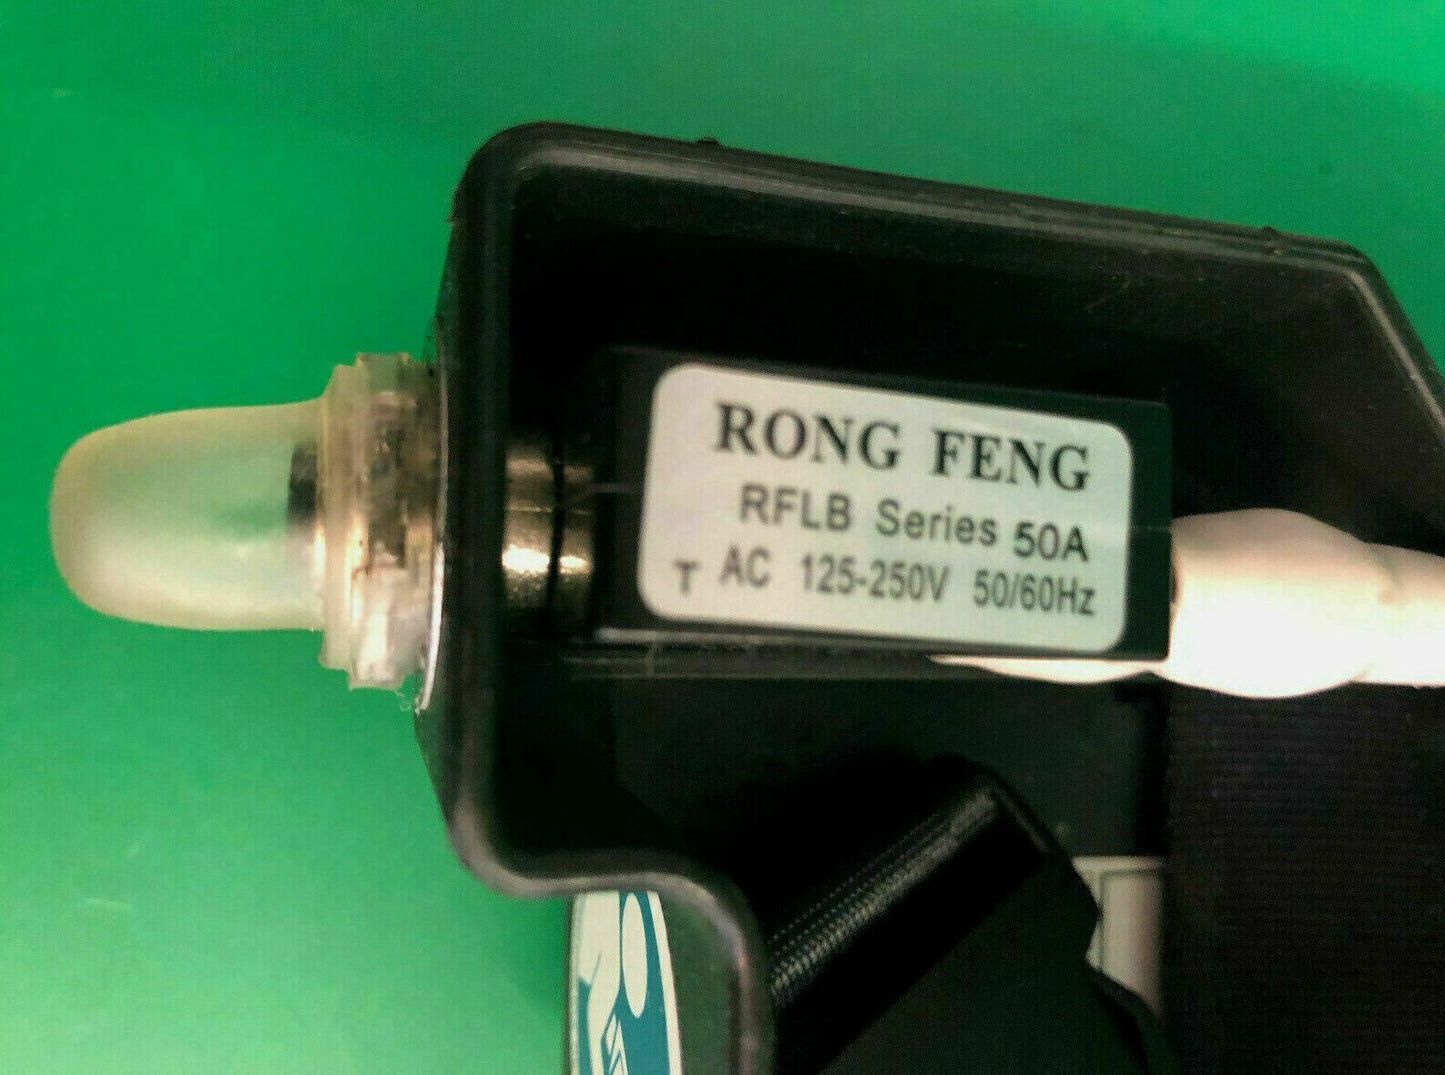 RONG FENG
RFLB Series 50A
T AC 125-250V 50/60Hz